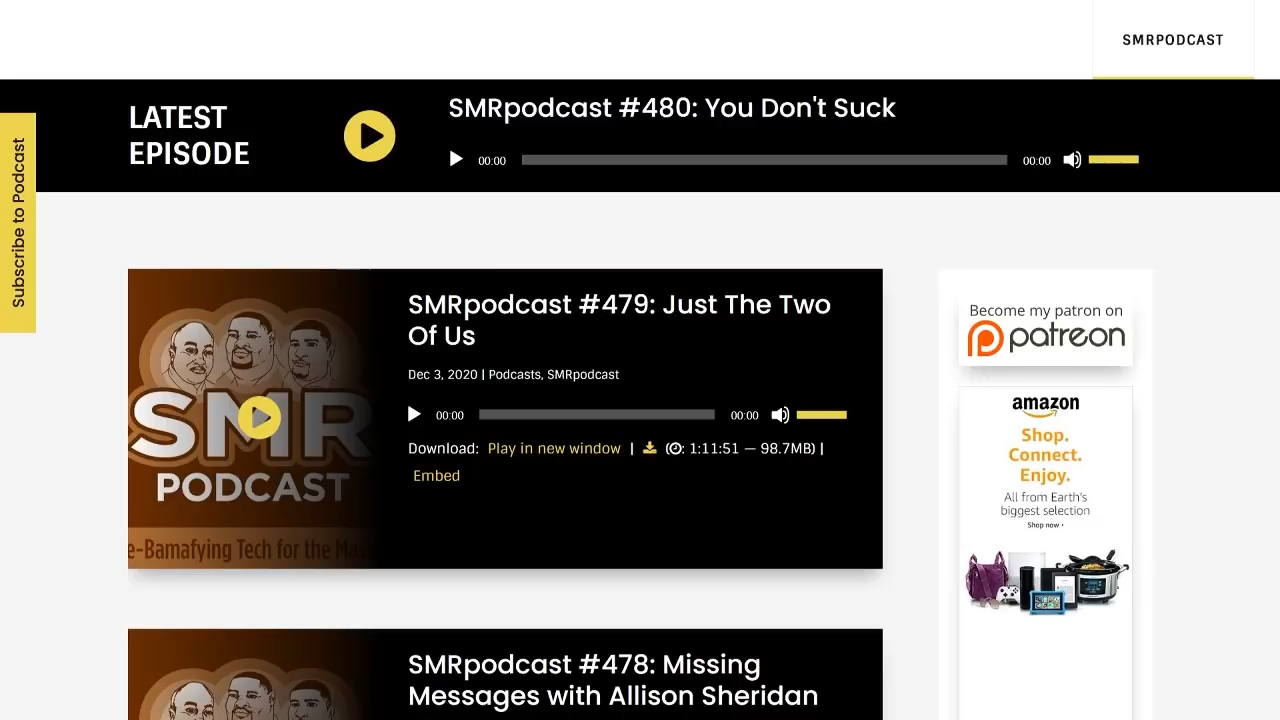 SMRPODCAST
LATEST
EPISODE
SMRpodcast #480: You Don't Suck
00:00
00:00
Subscribe to Podcast
SMRpodcast #479: Just The Two
Of Us
Dec 3, 2020 | Podcasts, SMRpodcast
00:00
00:00
Download: Play in new window | (: 1:11:51 — 98.7MB) |
Embed
SMR
PODCAST
e-Bamafying Tech for the Mas
SMRpodcast #478: Missing
Messages with Allison Sheridan
Become my patron on
patreon
amazon
Shop.
Connect.
Enjoy.
All from Earth's
biggest selection
Shop now